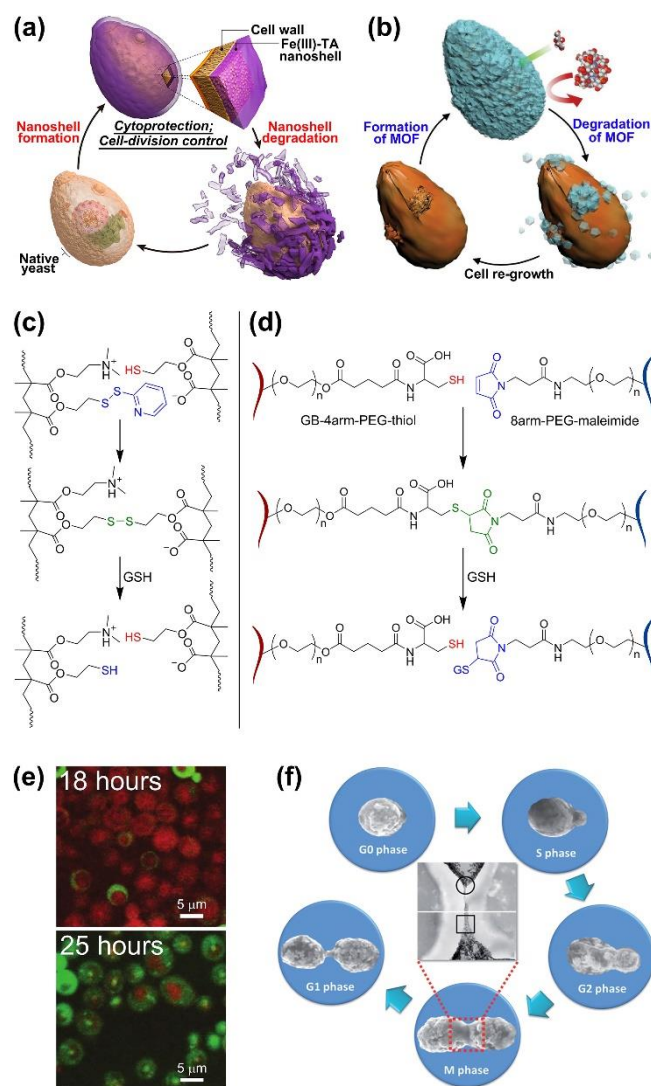 (a)
Cell wall
Fe(III)-TA
nanoshell
Nanoshell
formation
Cytoprotection;
Cell-division control
Nanoshell
degradation
Native
yeast
(b)
Formation
of MOF
Degradation
of MOF
Cell re-growth
(c)
O
O
N
H
+
HS
O
O
O
O
S
S
N
O
⁻O
O
O
N
H
+
O
O
S–S
O
O
O
⁻O
GSH
O
O
N
H
+
HS
O
O
O
O
SH
O
⁻O
(d)
O
n
O
O
O
N
H
O
OH
SH
O
N
O
O
N
H
O
n
GB-4arm-PEG-thiol
8arm-PEG-maleimide
O
n
O
O
O
N
H
O
OH
S
O
N
O
O
N
H
O
n
GSH
O
n
O
O
O
N
H
O
OH
SH
GS
O
N
O
O
N
H
O
n
(e)
18 hours
5 μm
25 hours
5 μm
(f)
G0 phase
S phase
G1 phase
G2 phase
M phase